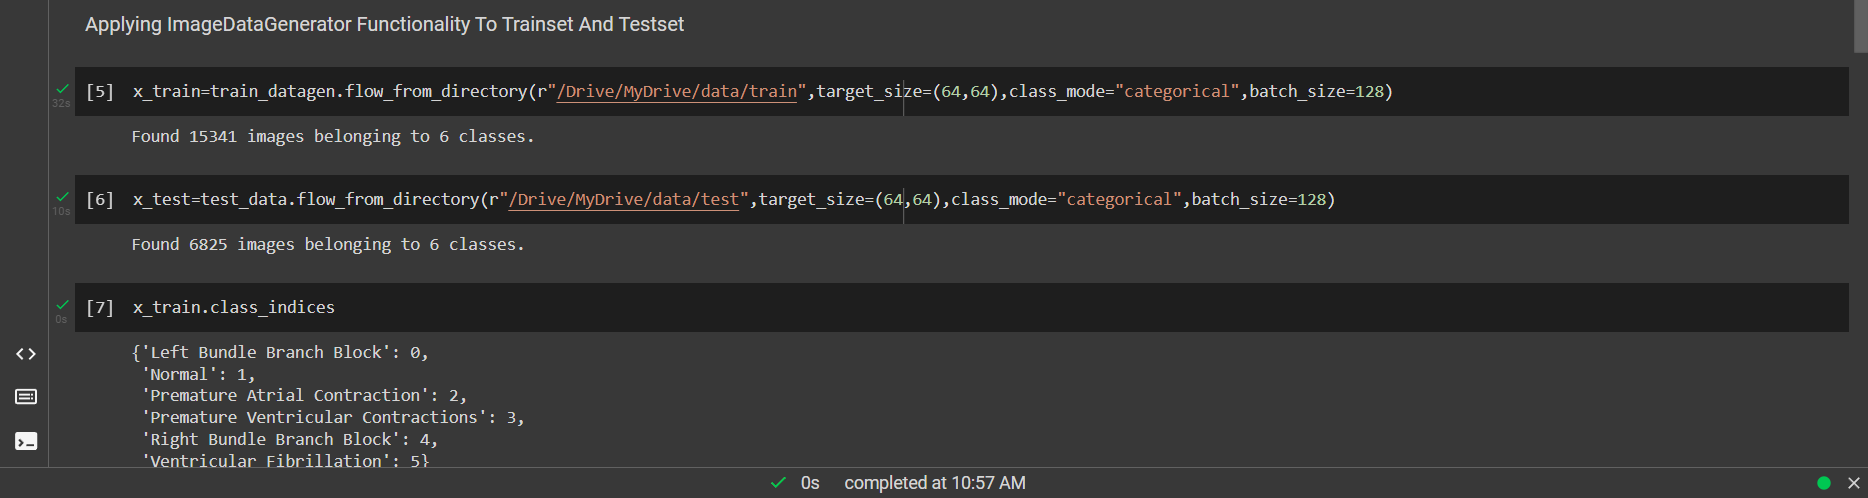 Applying ImageDataGenerator Functionality To Trainset And Testset
[5] x_train=train_datagen.flow_from_directory(r"/Drive/MyDrive/data/train",target_size=(64,64),class_mode="categorical",batch_size=128)
32s
Found 15341 images belonging to 6 classes.
[6] x_test=test_data.flow_from_directory(r"/Drive/MyDrive/data/test",target_size=(64,64),class_mode="categorical",batch_size=128)
10s
Found 6825 images belonging to 6 classes.
[7] x_train.class_indices
0s
{'Left Bundle Branch Block': 0,
'Normal': 1,
'Premature Atrial Contraction': 2,
'Premature Ventricular Contractions': 3,
'Right Bundle Branch Block': 4,
'Ventricular Fibrillation': 5}
0s completed at 10:57 AM